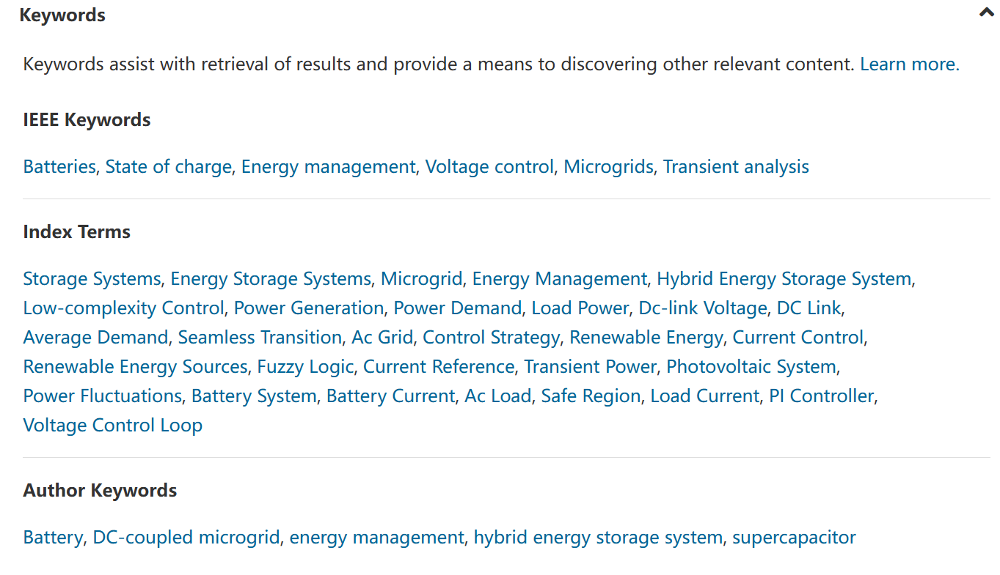 Keywords
Keywords assist with retrieval of results and provide a means to discovering other relevant content. Learn more.
IEEE Keywords
Batteries, State of charge, Energy management, Voltage control, Microgrids, Transient analysis
Index Terms
Storage Systems, Energy Storage Systems, Microgrid, Energy Management, Hybrid Energy Storage System,
Low-complexity Control, Power Generation, Power Demand, Load Power, Dc-link Voltage, DC Link,
Average Demand, Seamless Transition, Ac Grid, Control Strategy, Renewable Energy, Current Control,
Renewable Energy Sources, Fuzzy Logic, Current Reference, Transient Power, Photovoltaic System,
Power Fluctuations, Battery System, Battery Current, Ac Load, Safe Region, Load Current, PI Controller,
Voltage Control Loop
Author Keywords
Battery, DC-coupled microgrid, energy management, hybrid energy storage system, supercapacitor